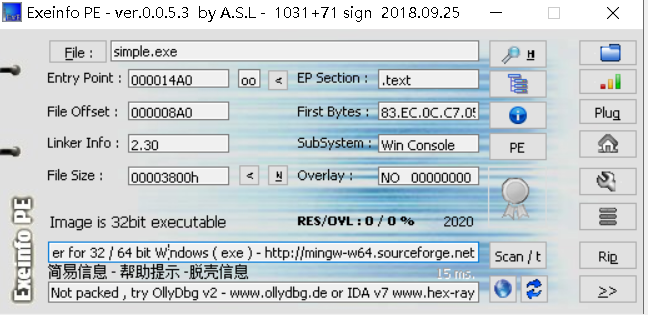 Exeinfo PE - ver.0.0.5.3 by A.S.L - 1031+71 sign 2018.09.25
File : simple.exe
Entry Point : 000014A0 oo < EP Section : .text
File Offset : 000008A0 First Bytes : 83.EC.0C.C7.05
Linker Info : 2.30 SubSystem : Win Console
File Size : 00003800h < N Overlay : NO 00000000
Image is 32bit executable RES/OVL : 0 / 0 % 2020
er for 32 / 64 bit Windows ( exe ) - http://mingw-w64.sourceforge.net
简易信息 - 帮助提示 -脱壳信息 15 ms.
Not packed , try OllyDbg v2 - www.ollydbg.de or IDA v7 www.hex-ray
Exeinfo PE
H
PE
Scan / t
Plug
Rip
>>